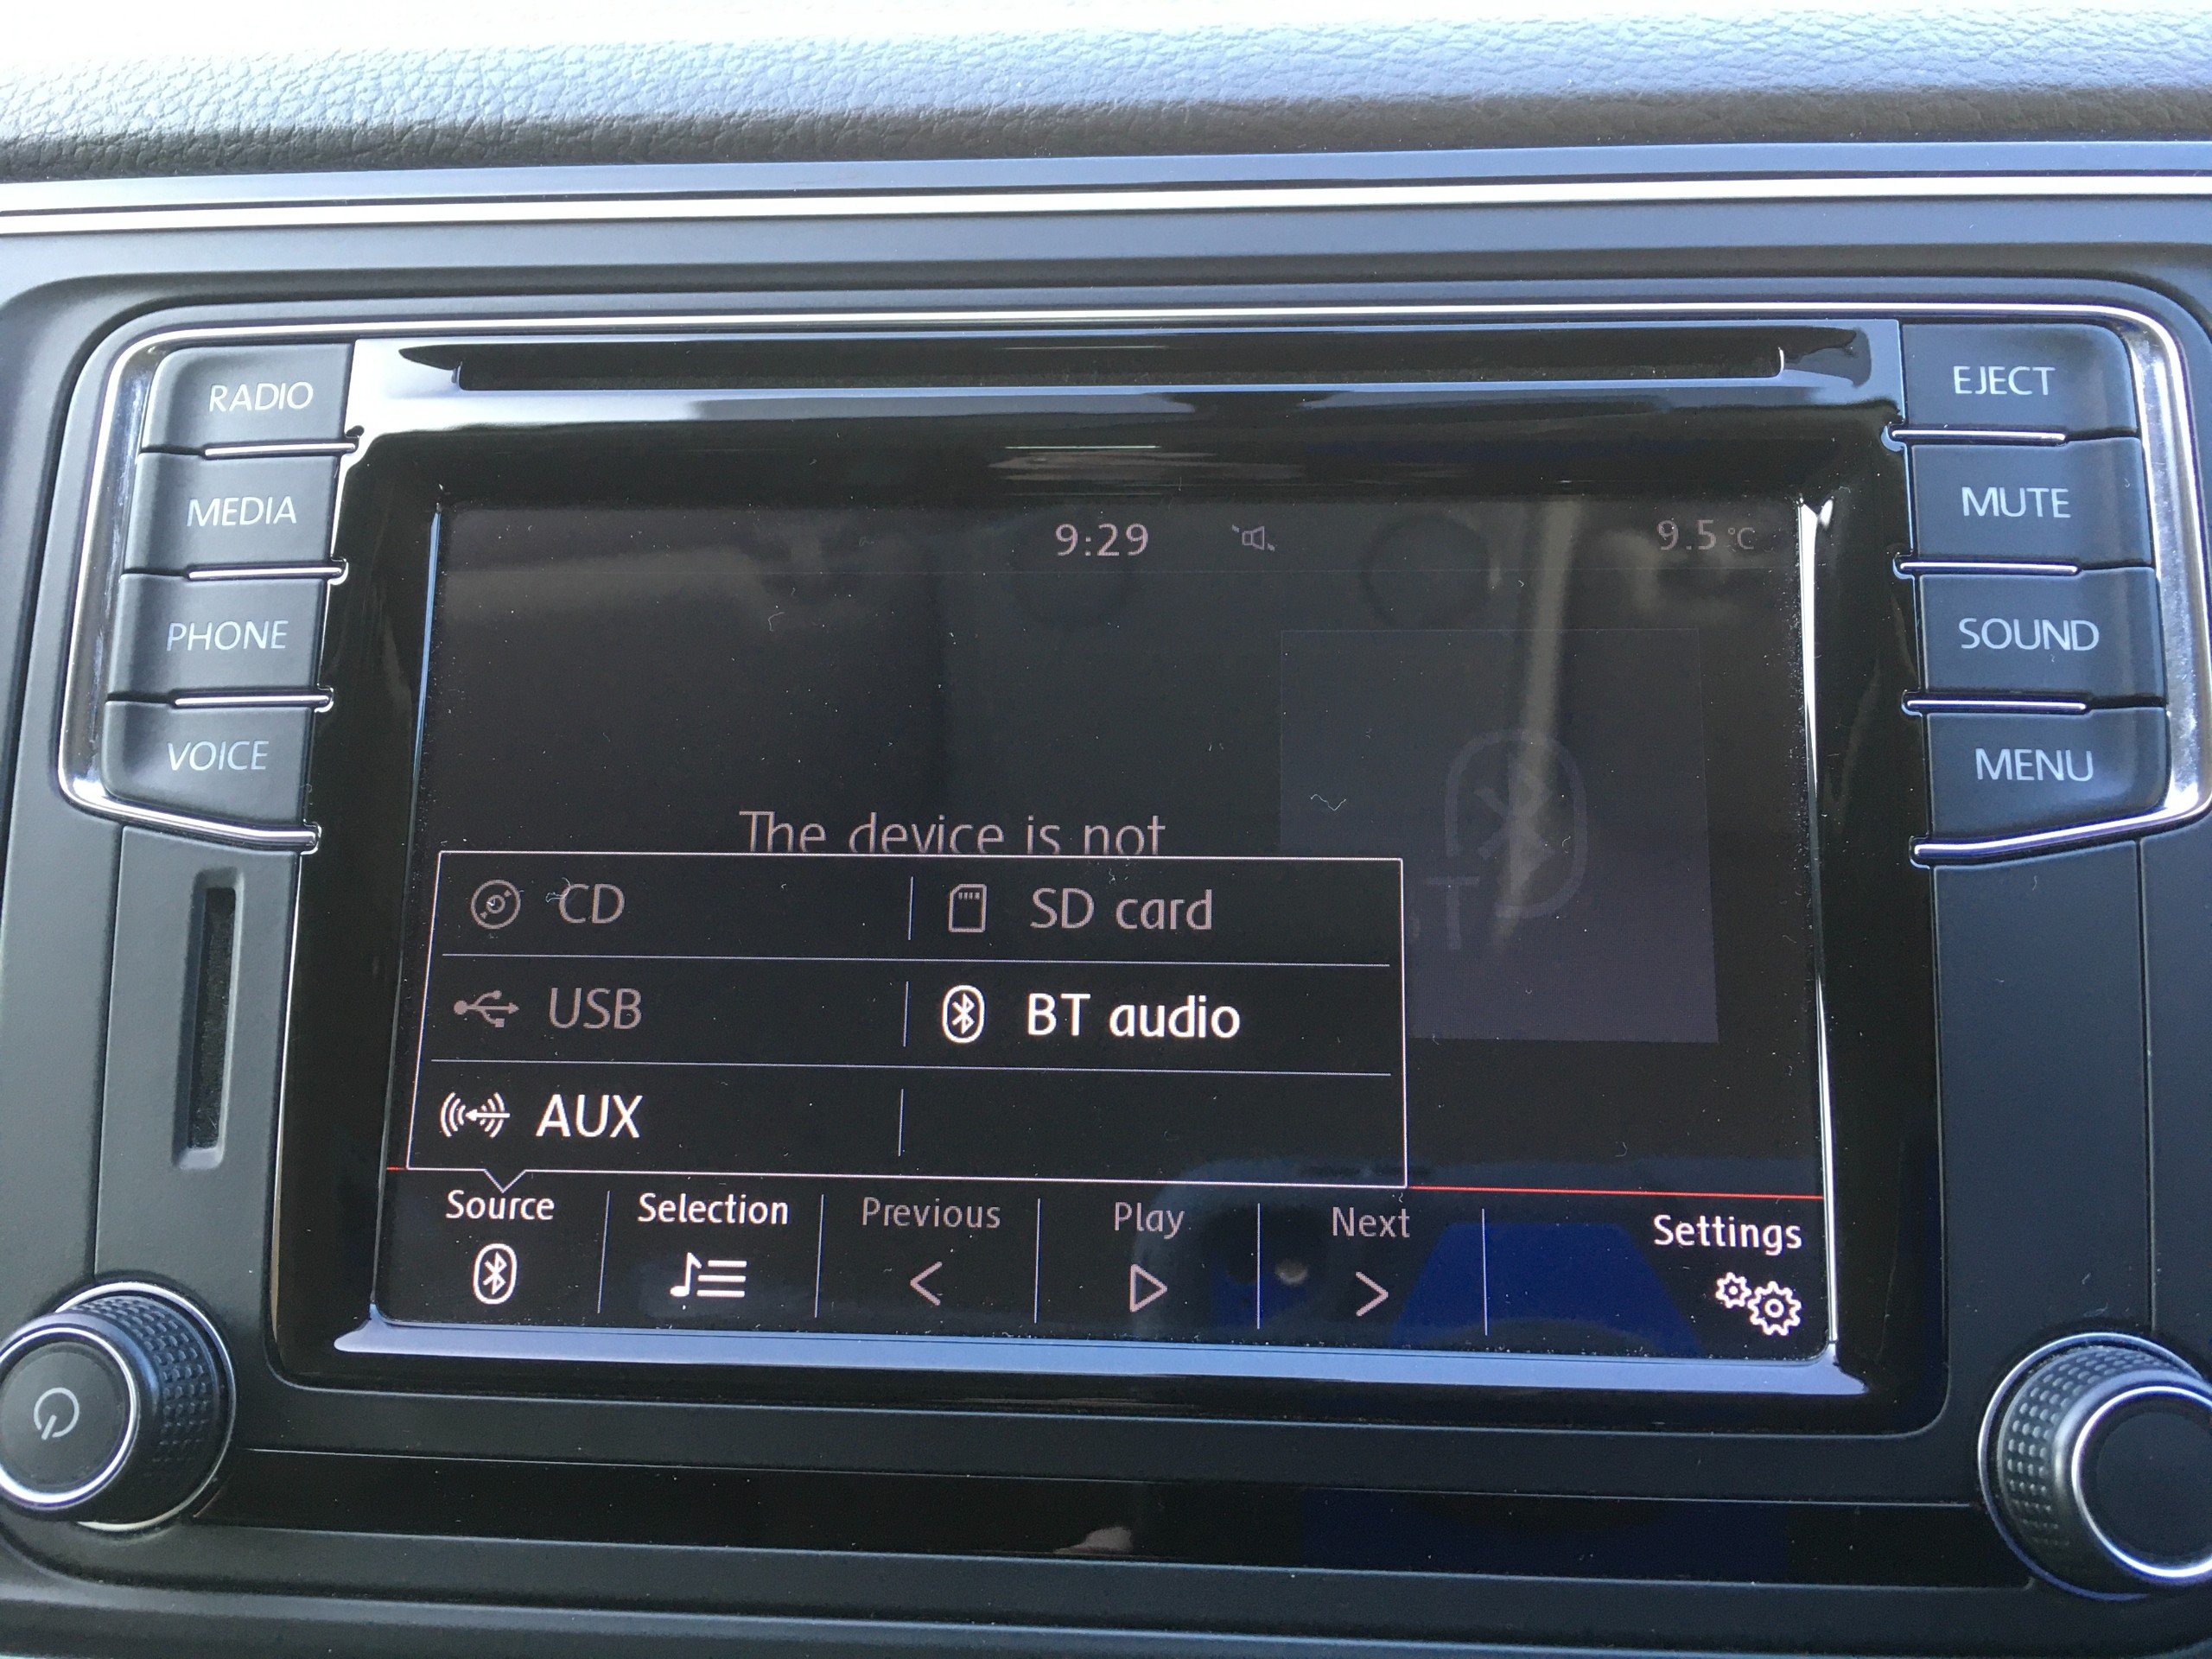 RADIO
MEDIA
PHONE
VOICE
EJECT
MUTE
SOUND
MENU
9:29
9.5 °C
The device is not
CD
SD card
USB
BT audio
AUX
Source
Selection
Previous
Play
Next
Settings